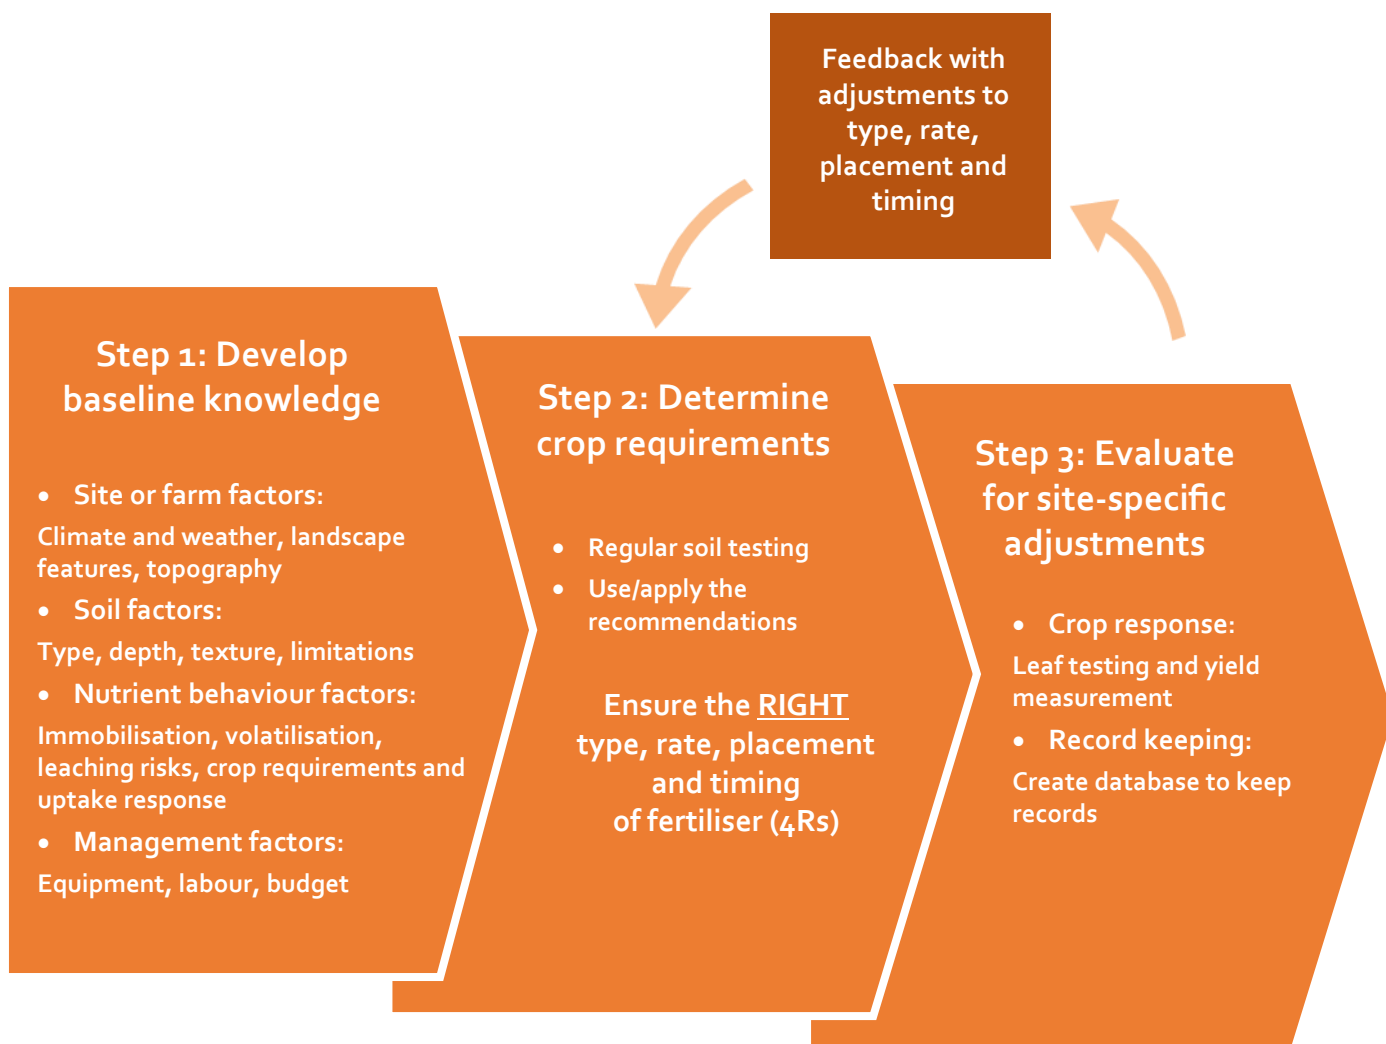 Feedback with
adjustments to
type, rate,
placement and
timing
Step 1: Develop
baseline knowledge
• Site or farm factors:
Climate and weather, landscape
features, topography
• Soil factors:
Type, depth, texture, limitations
• Nutrient behaviour factors:
Immobilisation, volatilisation,
leaching risks, crop requirements and
uptake response
• Management factors:
Equipment, labour, budget
Step 2: Determine
crop requirements
• Regular soil testing
• Use/apply the
recommendations
Ensure the RIGHT
type, rate, placement
and timing
of fertiliser (4Rs)
Step 3: Evaluate
for site-specific
adjustments
• Crop response:
Leaf testing and yield
measurement
• Record keeping:
Create database to keep
records